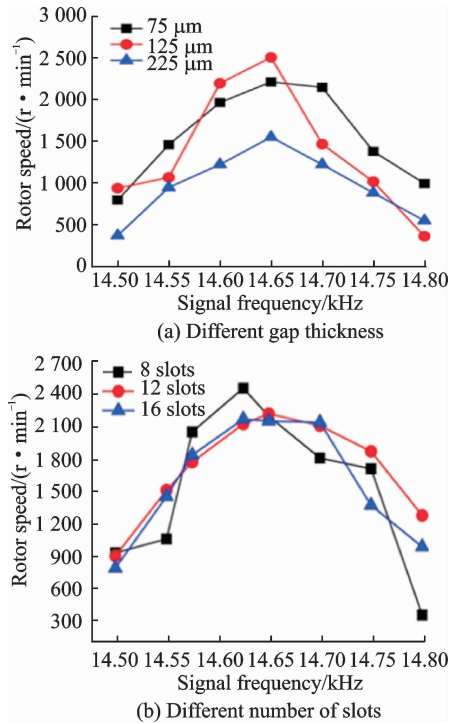 3 000
2 500
2 000
1 500
1 000
500
0
Rotor speed/(r • min⁻¹)
75 μm
125 μm
225 μm
14.50 14.55 14.60 14.65 14.70 14.75 14.80
Signal frequency/kHz
(a) Different gap thickness
2 700
2 400
2 100
1 800
1 500
1 200
900
600
300
Rotor speed/(r • min⁻¹)
8 slots
12 slots
16 slots
14.50 14.55 14.60 14.65 14.70 14.75 14.80
Signal frequency/kHz
(b) Different number of slots